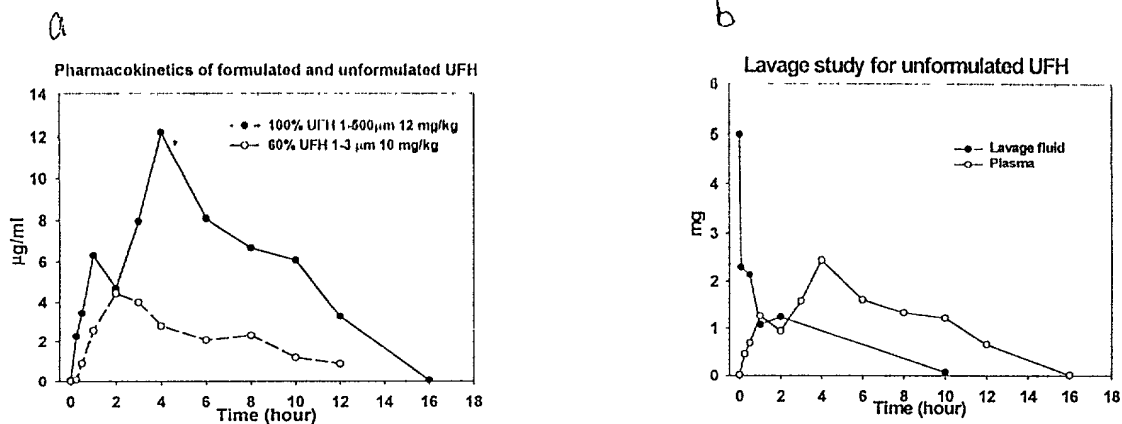 a
Pharmacokinetics of formulated and unformulated UFH
14
12
10
8
6
4
2
0
µg/ml
100% UFH 1-500µm 12 mg/kg
60% UFH 1-3 µm 10 mg/kg
0 2 4 6 8 10 12 14 16 18
Time (hour)
b
Lavage study for unformulated UFH
6
5
4
3
2
1
0
mg
Lavage fluid
Plasma
0 2 4 6 8 10 12 14 16 18
Time (hour)